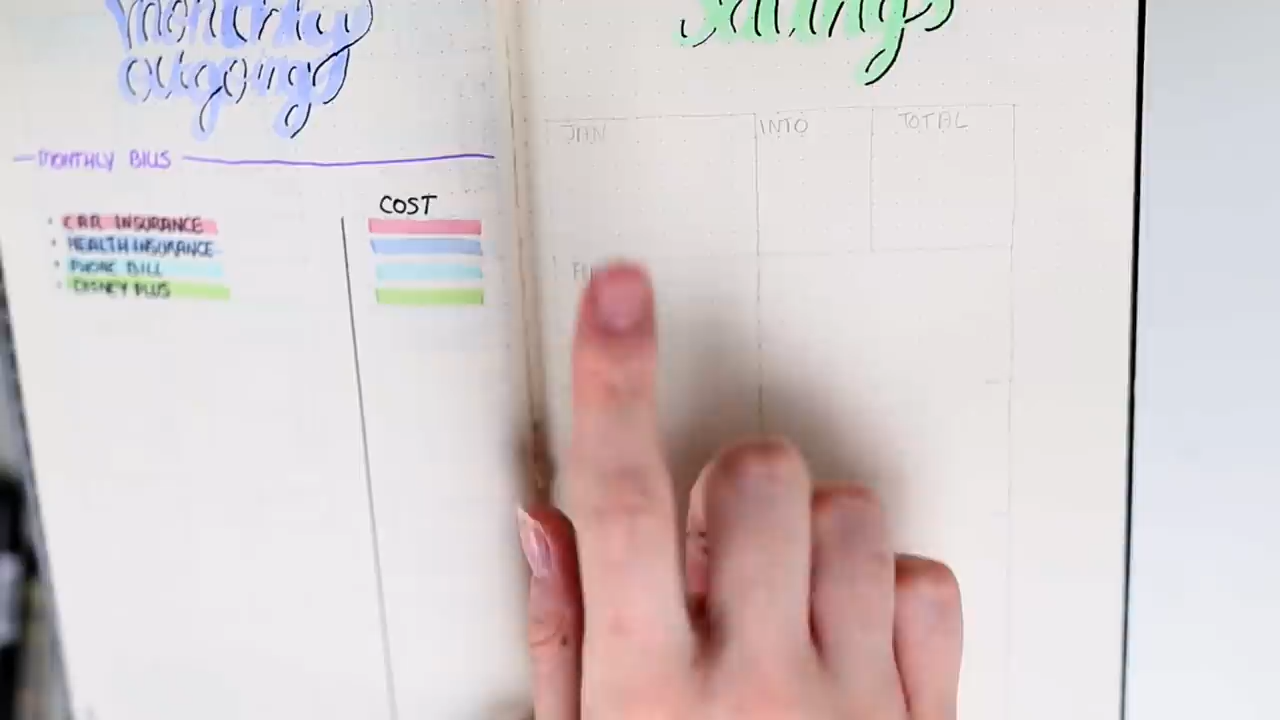 monthly
outgoings
MONTHLY BILLS
COST
CAR INSURANCE
HEALTH INSURANCE
PHONE BILL
DISNEY PLUS
Savings
JAN INTO TOTAL